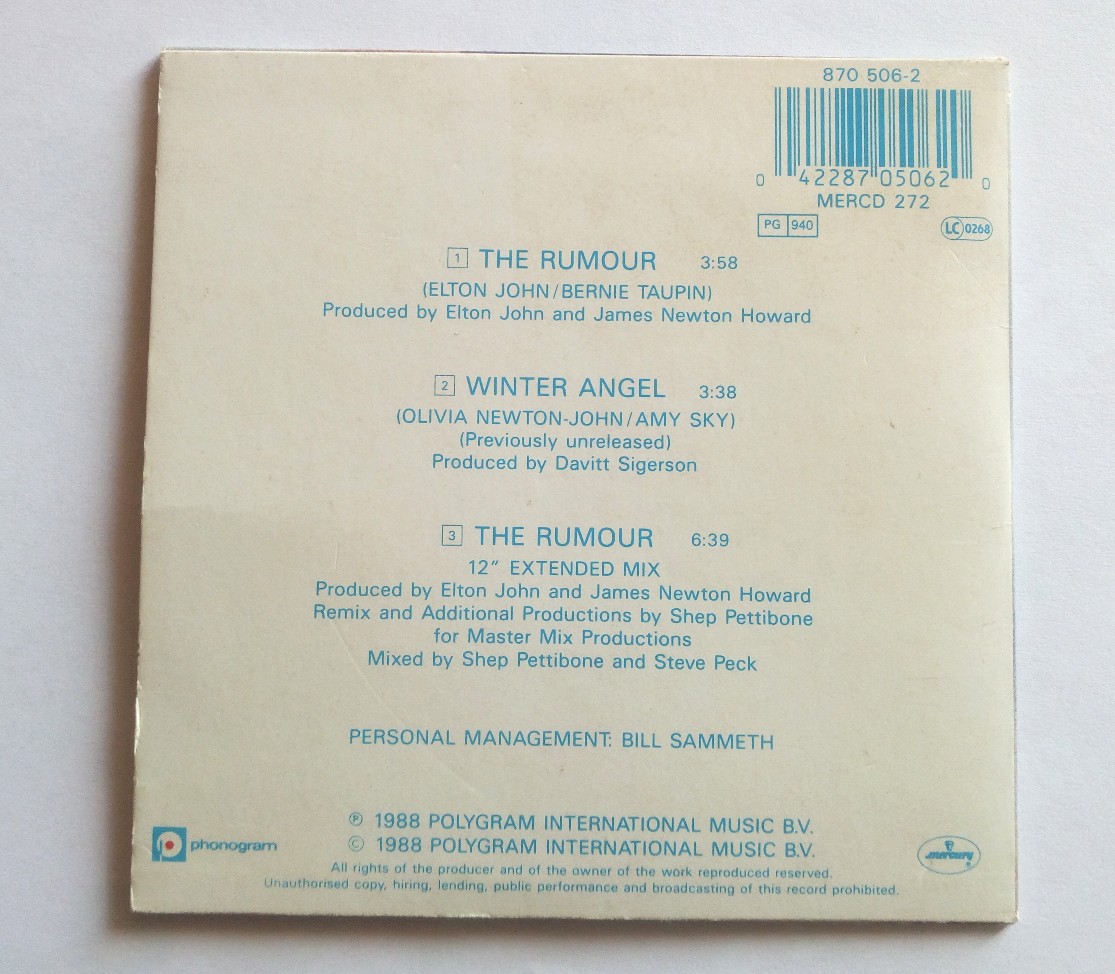 870 506-2
0 42287 05062 0
MERCD 272
PG 940
LC 0268
1 THE RUMOUR 3:58
(ELTON JOHN/BERNIE TAUPIN)
Produced by Elton John and James Newton Howard
2 WINTER ANGEL 3:38
(OLIVIA NEWTON-JOHN/AMY SKY)
(Previously unreleased)
Produced by Davitt Sigerson
3 THE RUMOUR 6:39
12" EXTENDED MIX
Produced by Elton John and James Newton Howard
Remix and Additional Productions by Shep Pettibone
for Master Mix Productions
Mixed by Shep Pettibone and Steve Peck
PERSONAL MANAGEMENT: BILL SAMMETH
℗ 1988 POLYGRAM INTERNATIONAL MUSIC B.V.
© 1988 POLYGRAM INTERNATIONAL MUSIC B.V.
All rights of the producer and of the owner of the work reproduced reserved.
Unauthorised copy, hiring, lending, public performance and broadcasting of this record prohibited.
phonogram
mercury